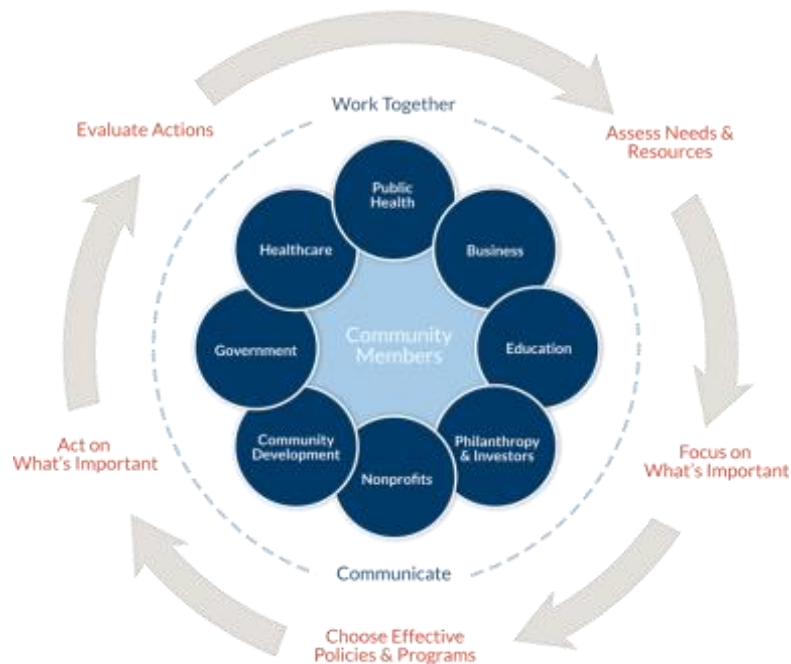 Work Together
Evaluate Actions
Assess Needs &
Resources
Public
Health
Healthcare
Business
Government
Community
Members
Education
Community
Development
Philanthropy
& Investors
Nonprofits
Act on
What's Important
Focus on
What's Important
Communicate
Choose Effective
Policies & Programs